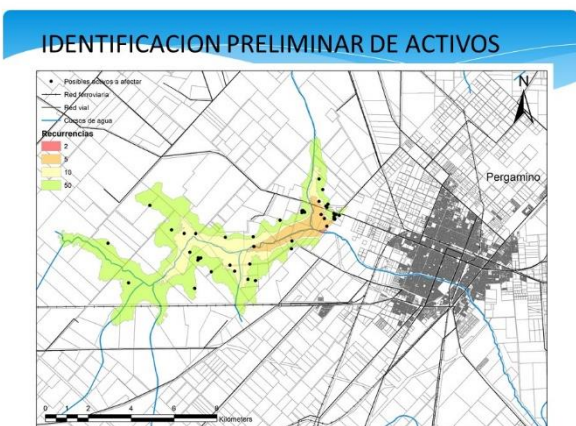 IDENTIFICACION PRELIMINAR DE ACTIVOS
Posibles activos a afectar
Red ferroviaria
Red vial
Cursos de agua
Recurrencias
2
5
10
50
N
Pergamino
0 1 2 4 6 8
Kilometers